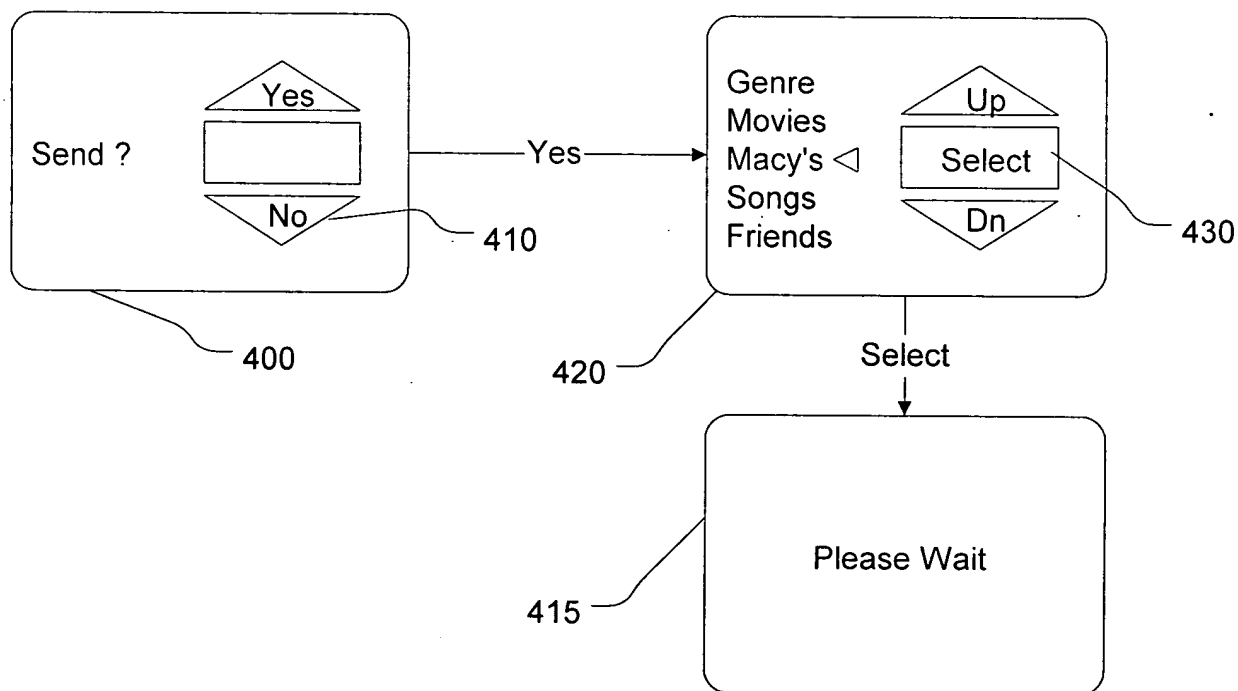 Send ?
Yes
No
410
400
Yes
Genre
Movies
Macy's
Songs
Friends
Up
Select
Dn
430
420
Select
Please Wait
415